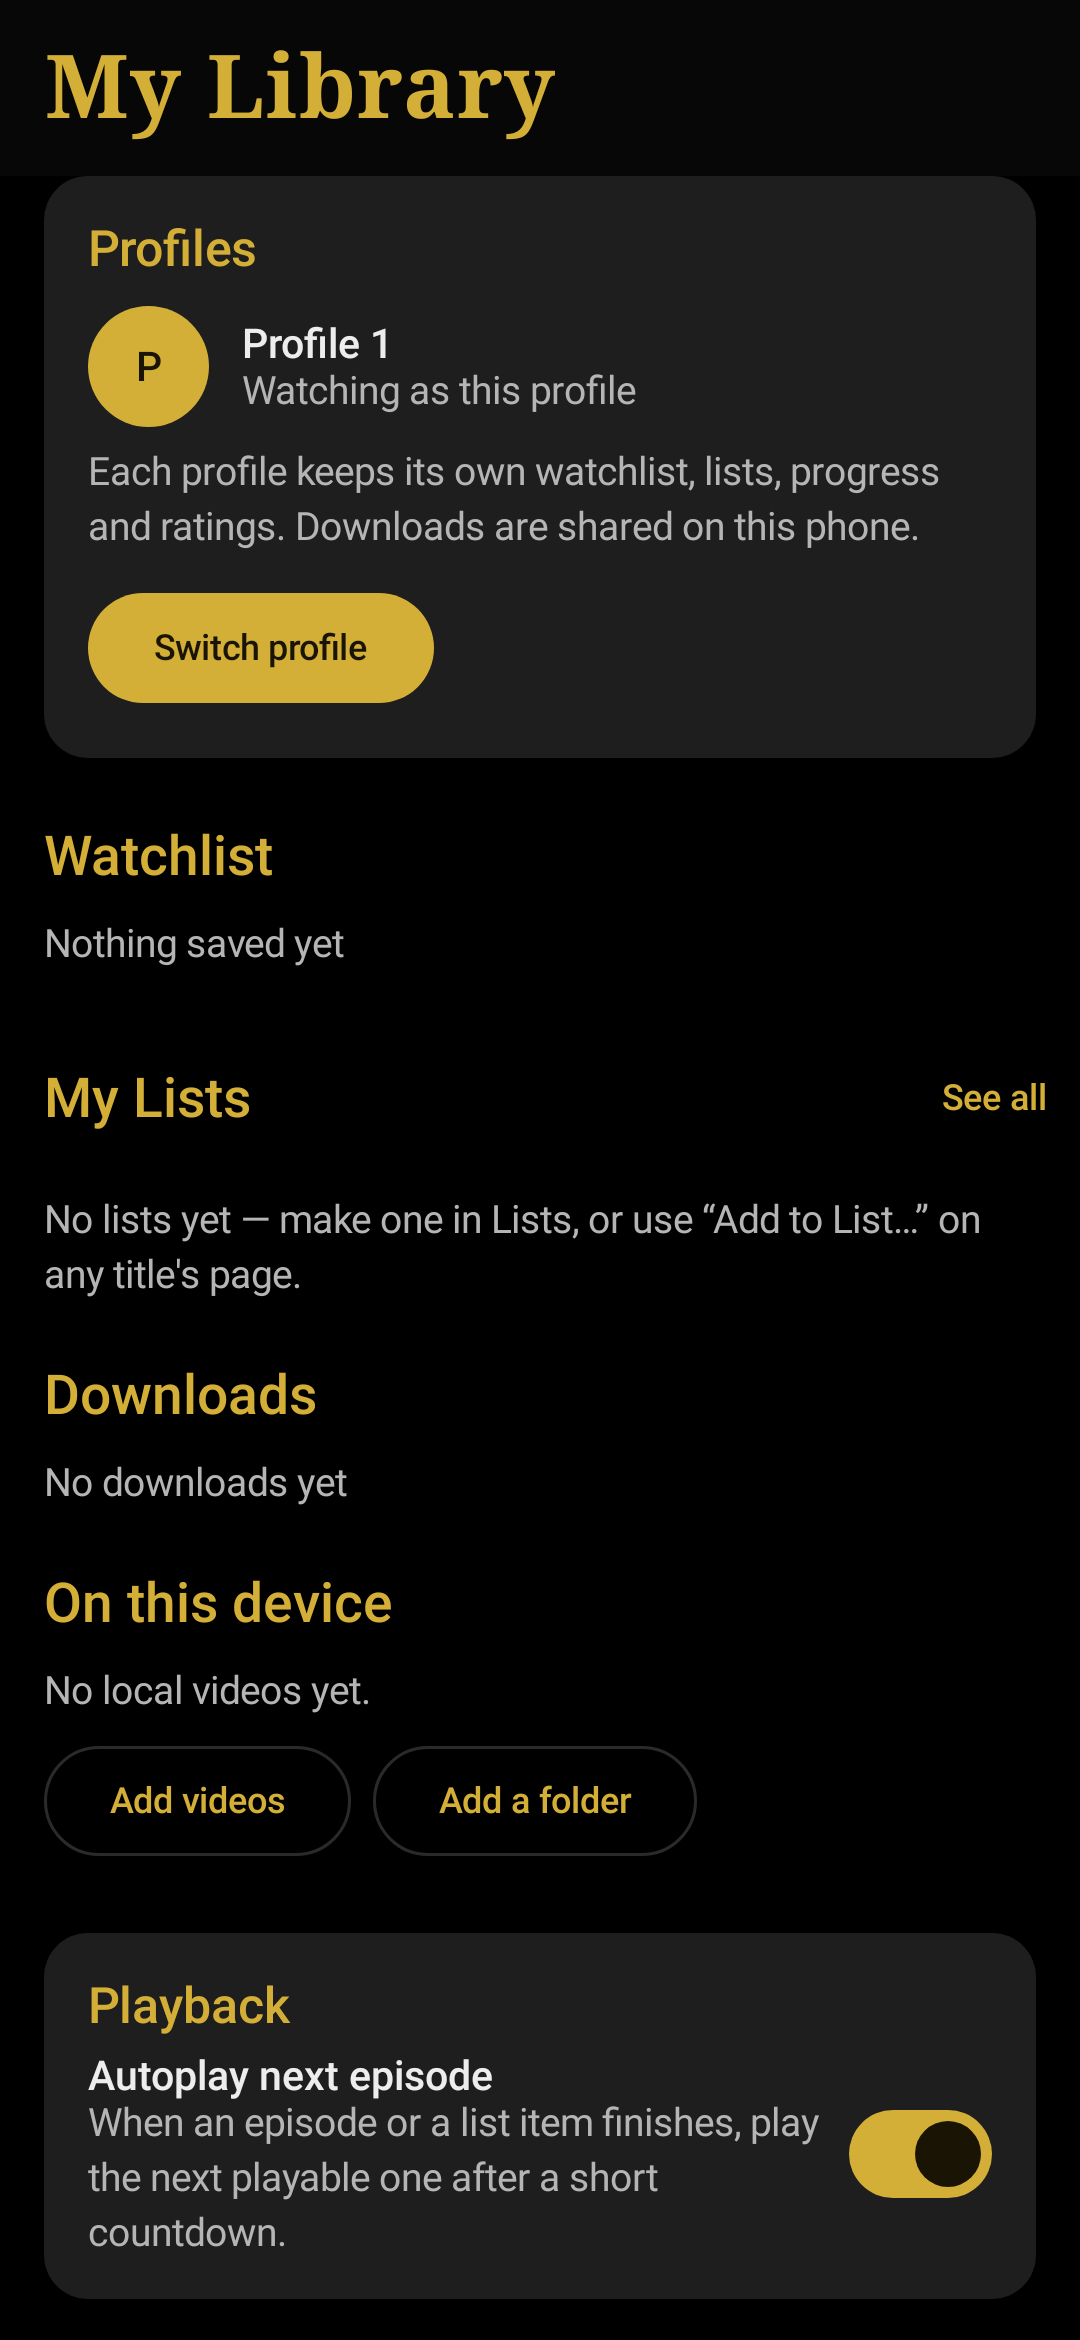 My Library
Profiles
P
Profile 1
Watching as this profile
Each profile keeps its own watchlist, lists, progress
and ratings. Downloads are shared on this phone.
Switch profile
Watchlist
Nothing saved yet
My Lists
See all
No lists yet — make one in Lists, or use “Add to List…” on
any title's page.
Downloads
No downloads yet
On this device
No local videos yet.
Add videos
Add a folder
Playback
Autoplay next episode
When an episode or a list item finishes, play
the next playable one after a short
countdown.